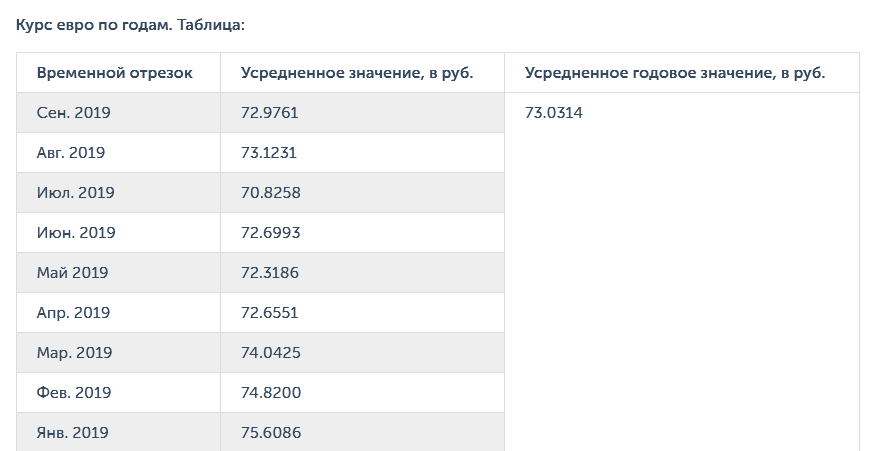 Курс евро по годам. Таблица:
Временной отрезок Усредненное значение, в руб. Усредненное годовое значение, в руб.
Сен. 2019 72.9761 73.0314
Авг. 2019 73.1231
Июл. 2019 70.8258
Июн. 2019 72.6993
Май 2019 72.3186
Апр. 2019 72.6551
Мар. 2019 74.0425
Фев. 2019 74.8200
Янв. 2019 75.6086